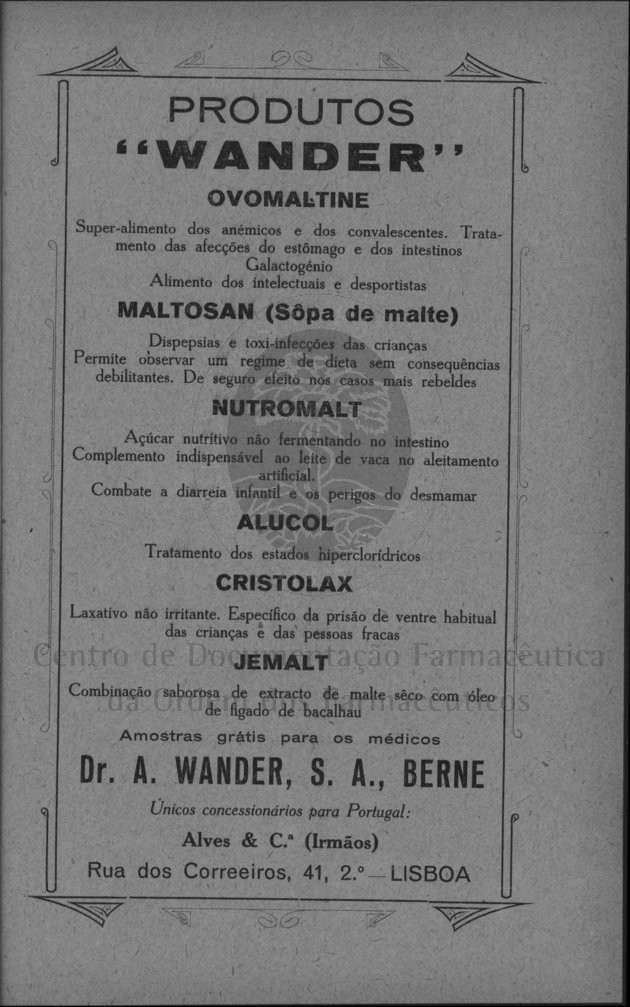 PRODUTOS
"WANDER"
OVOMALTINE
Super-alimento dos anémicos e dos convalescentes. Trata-
mento das afecções do estômago e dos intestinos
Galactogénio
Alimento dos intelectuais e desportistas
MALTOSAN (Sôpa de malte)
Dispepsias e toxi-infecções das crianças
Permite observar um regime de dieta sem consequências
debilitantes. De seguro efeito nos casos mais rebeldes
NUTROMALT
Açúcar nutritivo não fermentando no intestino
Complemento indispensável ao leite de vaca no aleitamento
artificial.
Combate a diarreia infantil e os perigos do desmamar
ALUCOL
Tratamento dos estados hiperclorídricos
CRISTOLAX
Laxativo não irritante. Específico da prisão de ventre habitual
das crianças e das pessoas fracas
Centro de Documentação Farmacêutica
JEMALT
Combinação saborosa de extracto de malte sêco com óleo
da Ordem dos Farmacêuticos
de fígado de bacalhau
Amostras grátis para os médicos
Dr. A. WANDER, S. A., BERNE
Únicos concessionários para Portugal:
Alves & C.ª (Irmãos)
Rua dos Correeiros, 41, 2.º — LISBOA